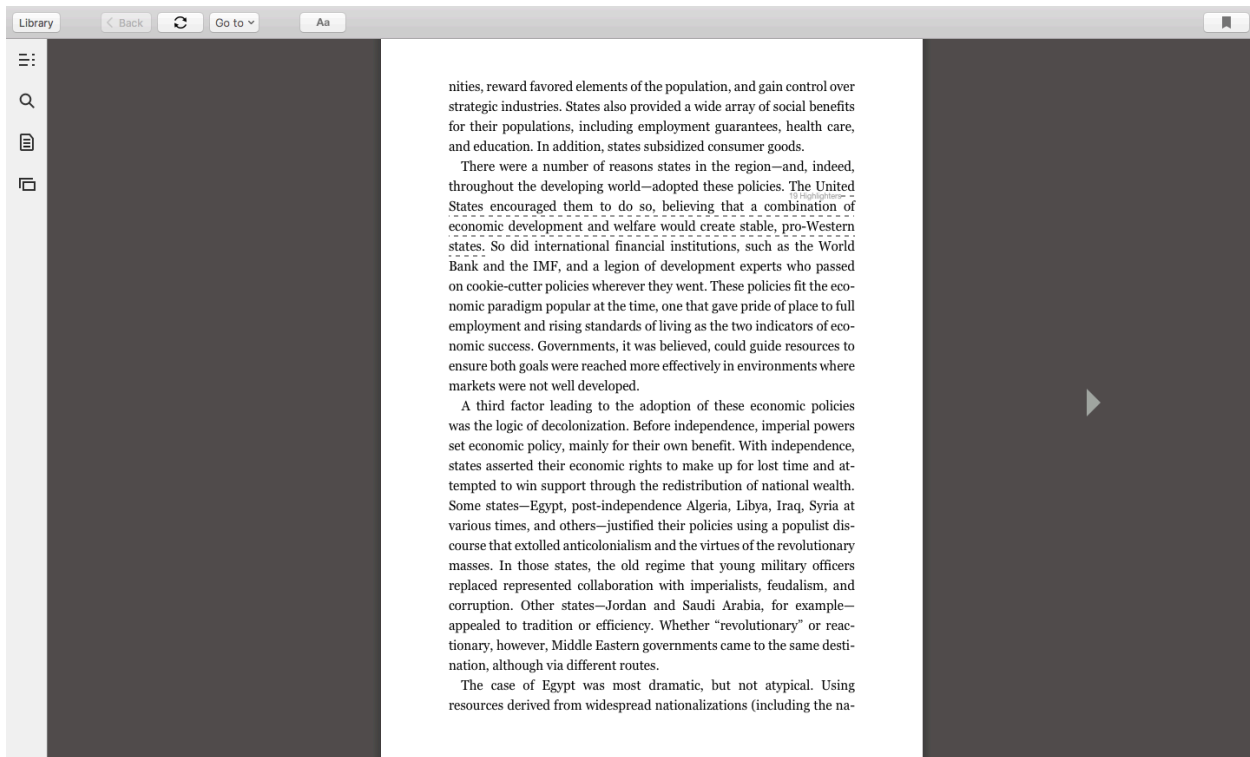 Library
Back
Go to
Aa
nities, reward favored elements of the population, and gain control over
strategic industries. States also provided a wide array of social benefits
for their populations, including employment guarantees, health care,
and education. In addition, states subsidized consumer goods.
There were a number of reasons states in the region—and, indeed,
throughout the developing world—adopted these policies. The United
19 Highlighters
States encouraged them to do so, believing that a combination of
economic development and welfare would create stable, pro-Western
states. So did international financial institutions, such as the World
Bank and the IMF, and a legion of development experts who passed
on cookie-cutter policies wherever they went. These policies fit the eco-
nomic paradigm popular at the time, one that gave pride of place to full
employment and rising standards of living as the two indicators of eco-
nomic success. Governments, it was believed, could guide resources to
ensure both goals were reached more effectively in environments where
markets were not well developed.
A third factor leading to the adoption of these economic policies
was the logic of decolonization. Before independence, imperial powers
set economic policy, mainly for their own benefit. With independence,
states asserted their economic rights to make up for lost time and at-
tempted to win support through the redistribution of national wealth.
Some states—Egypt, post-independence Algeria, Libya, Iraq, Syria at
various times, and others—justified their policies using a populist dis-
course that extolled anticolonialism and the virtues of the revolutionary
masses. In those states, the old regime that young military officers
replaced represented collaboration with imperialists, feudalism, and
corruption. Other states—Jordan and Saudi Arabia, for example—
appealed to tradition or efficiency. Whether “revolutionary” or reac-
tionary, however, Middle Eastern governments came to the same desti-
nation, although via different routes.
The case of Egypt was most dramatic, but not atypical. Using
resources derived from widespread nationalizations (including the na-